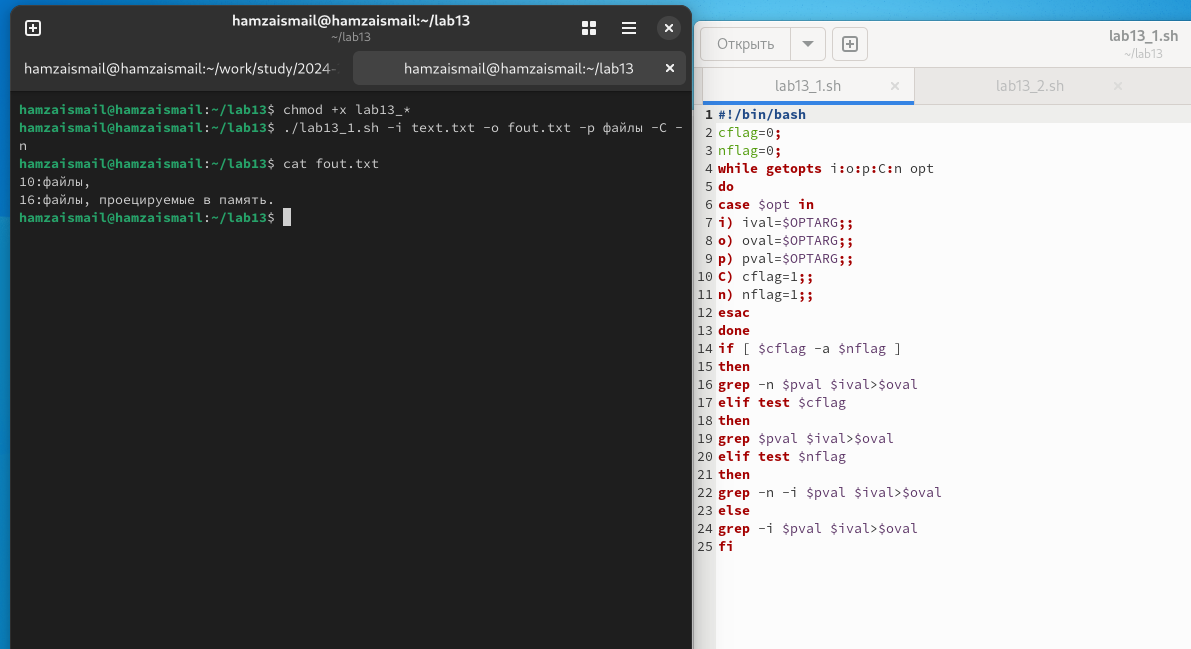 hamzaismail@hamzaismail:~/lab13
~/lab13
hamzaismail@hamzaismail:~/work/study/2024-
hamzaismail@hamzaismail:~/lab13
hamzaismail@hamzaismail:~/lab13$ chmod +x lab13_*
hamzaismail@hamzaismail:~/lab13$ ./lab13_1.sh -i text.txt -o fout.txt -p файлы -C -
n
hamzaismail@hamzaismail:~/lab13$ cat fout.txt
10:файлы,
16:файлы, проецируемые в память.
hamzaismail@hamzaismail:~/lab13$
Открыть
lab13_1.sh
~/lab13
lab13_1.sh
lab13_2.sh
1 #!/bin/bash
2 cflag=0;
3 nflag=0;
4 while getopts i:o:p:C:n opt
5 do
6 case $opt in
7 i) ival=$OPTARG;;
8 o) oval=$OPTARG;;
9 p) pval=$OPTARG;;
10 C) cflag=1;;
11 n) nflag=1;;
12 esac
13 done
14 if [ $cflag -a $nflag ]
15 then
16 grep -n $pval $ival>$oval
17 elif test $cflag
18 then
19 grep $pval $ival>$oval
20 elif test $nflag
21 then
22 grep -n -i $pval $ival>$oval
23 else
24 grep -i $pval $ival>$oval
25 fi